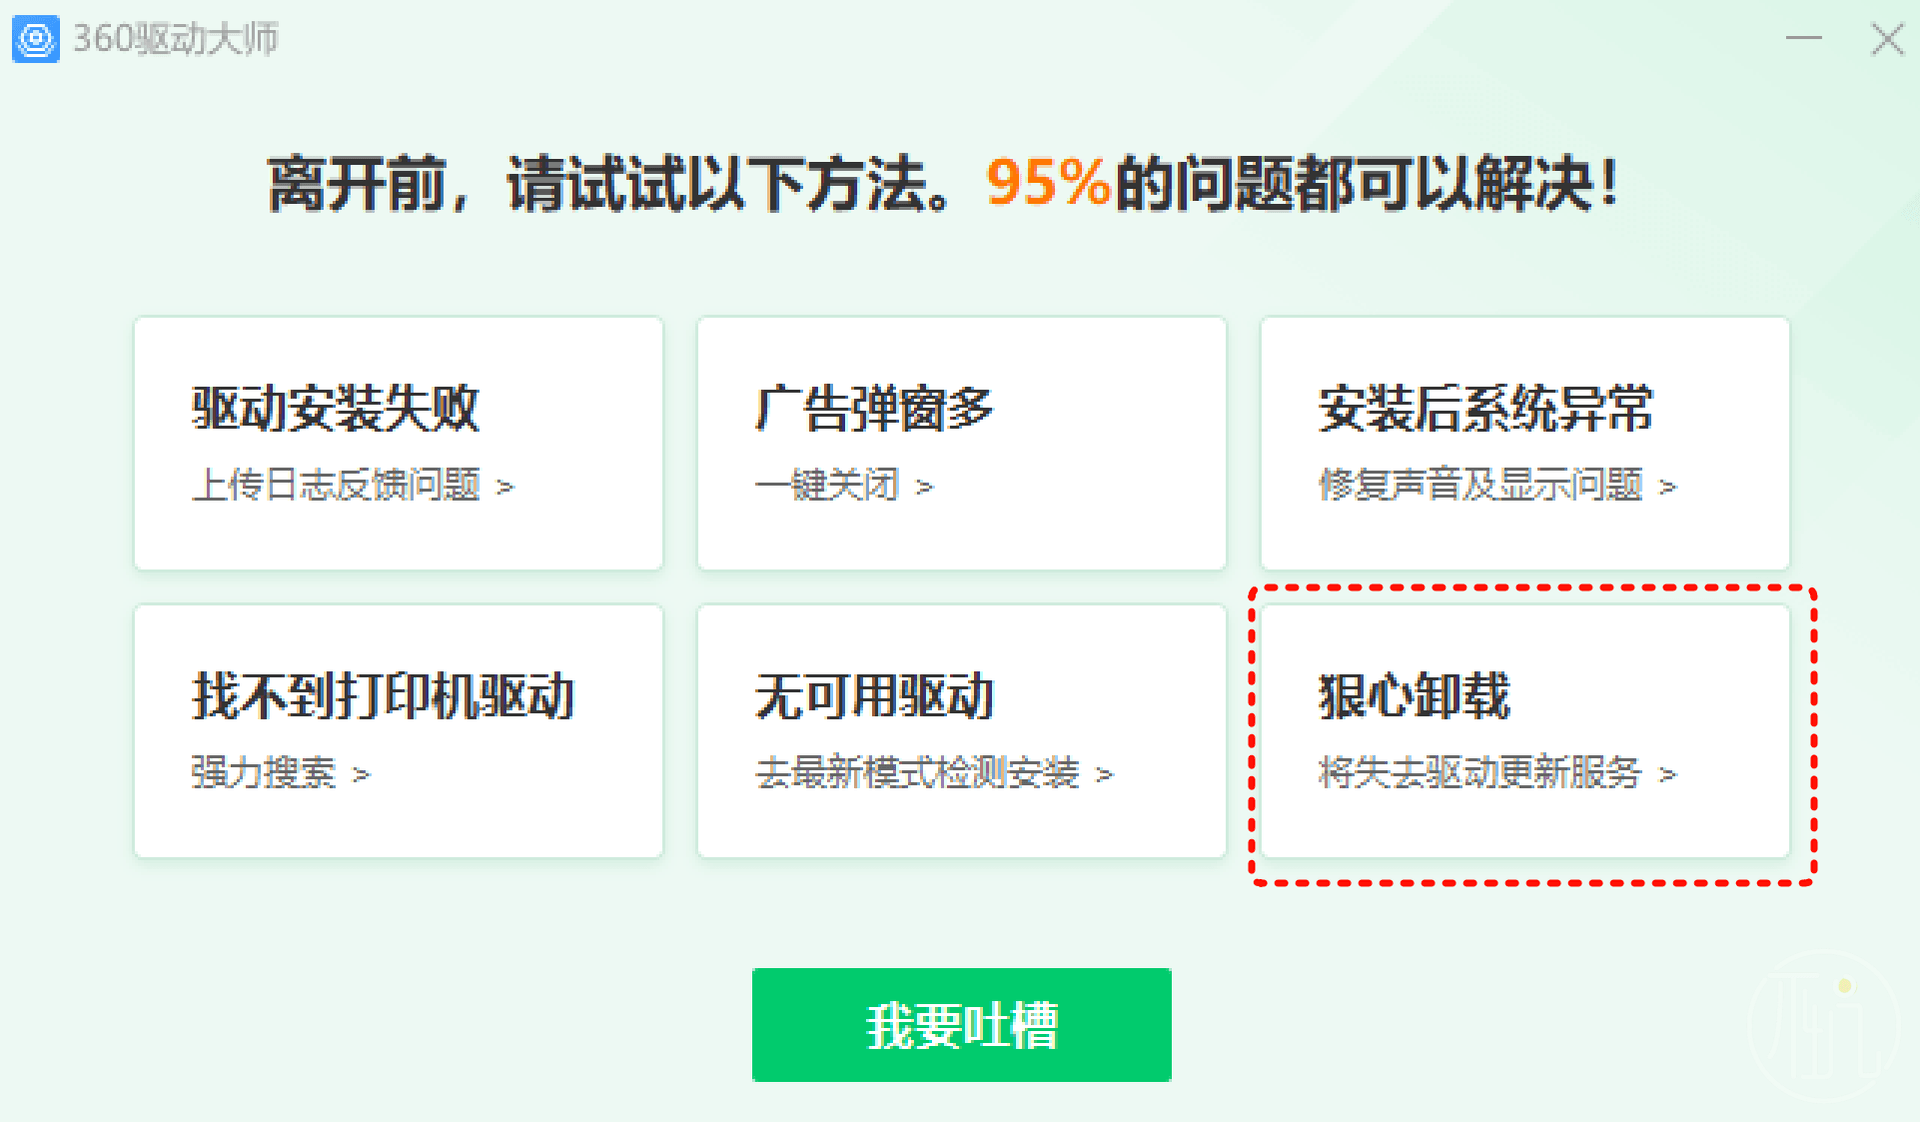 360驱动大师
离开前，请试试以下方法。95%的问题都可以解决！
驱动安装失败
上传日志反馈问题 >
广告弹窗多
一键关闭 >
安装后系统异常
修复声音及显示问题 >
找不到打印机驱动
强力搜索 >
无可用驱动
去最新模式检测安装 >
狠心卸载
将失去驱动更新服务 >
我要吐槽